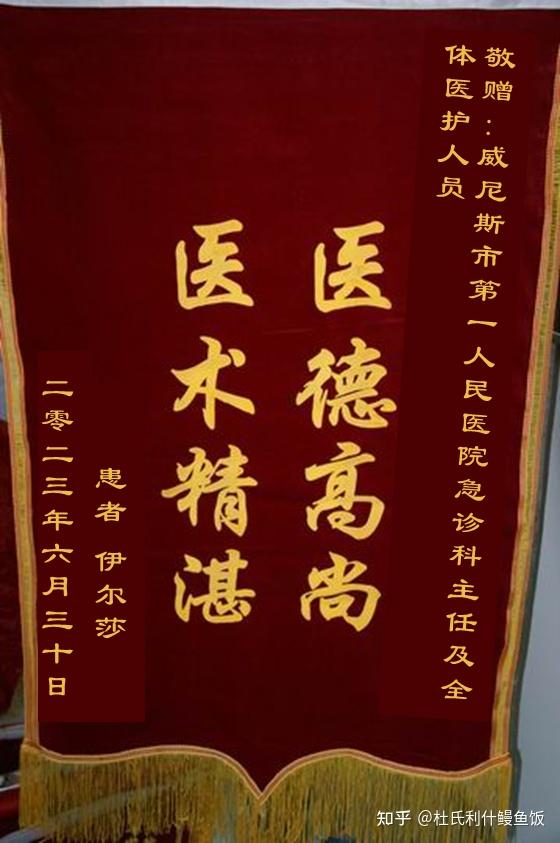 敬赠：威尼斯市第一人民医院急诊科主任及全
体医护人员
医德高尚
医术精湛
患者 伊尔莎
二零二三年六月三十日
知乎 @杜氏利什鳗鱼饭